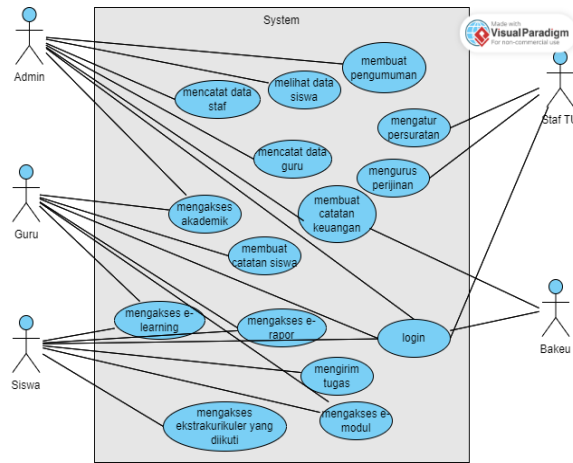 System
Made with
VisualParadigm
For non-commercial use
Admin
membuat
pengumuman
melihat data
siswa
mencatat data
staf
Staf TU
mengatur
persuratan
mencatat data
guru
mengurus
perijinan
Guru
mengakses
akademik
membuat
catatan
keuangan
membuat
catatan siswa
mengakses e-
learning
mengakses e-
rapor
login
Bakeu
Siswa
mengirim
tugas
mengakses
ekstrakurikuler yang
diikuti
mengakses e-
modul